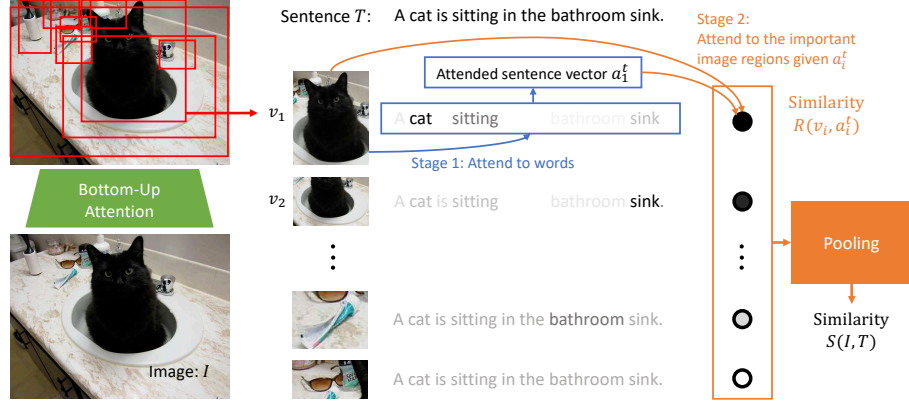 Sentence T: A cat is sitting in the bathroom sink.
Stage 2:
Attend to the important
image regions given a_i^t
Attended sentence vector a_1^t
Similarity
R(v_i, a_i^t)
v_1
A cat sitting bathroom sink
Stage 1: Attend to words
Bottom-Up
Attention
v_2
A cat is sitting bathroom sink.
Pooling
A cat is sitting in the bathroom sink.
Similarity
S(I, T)
Image: I
A cat is sitting in the bathroom sink.